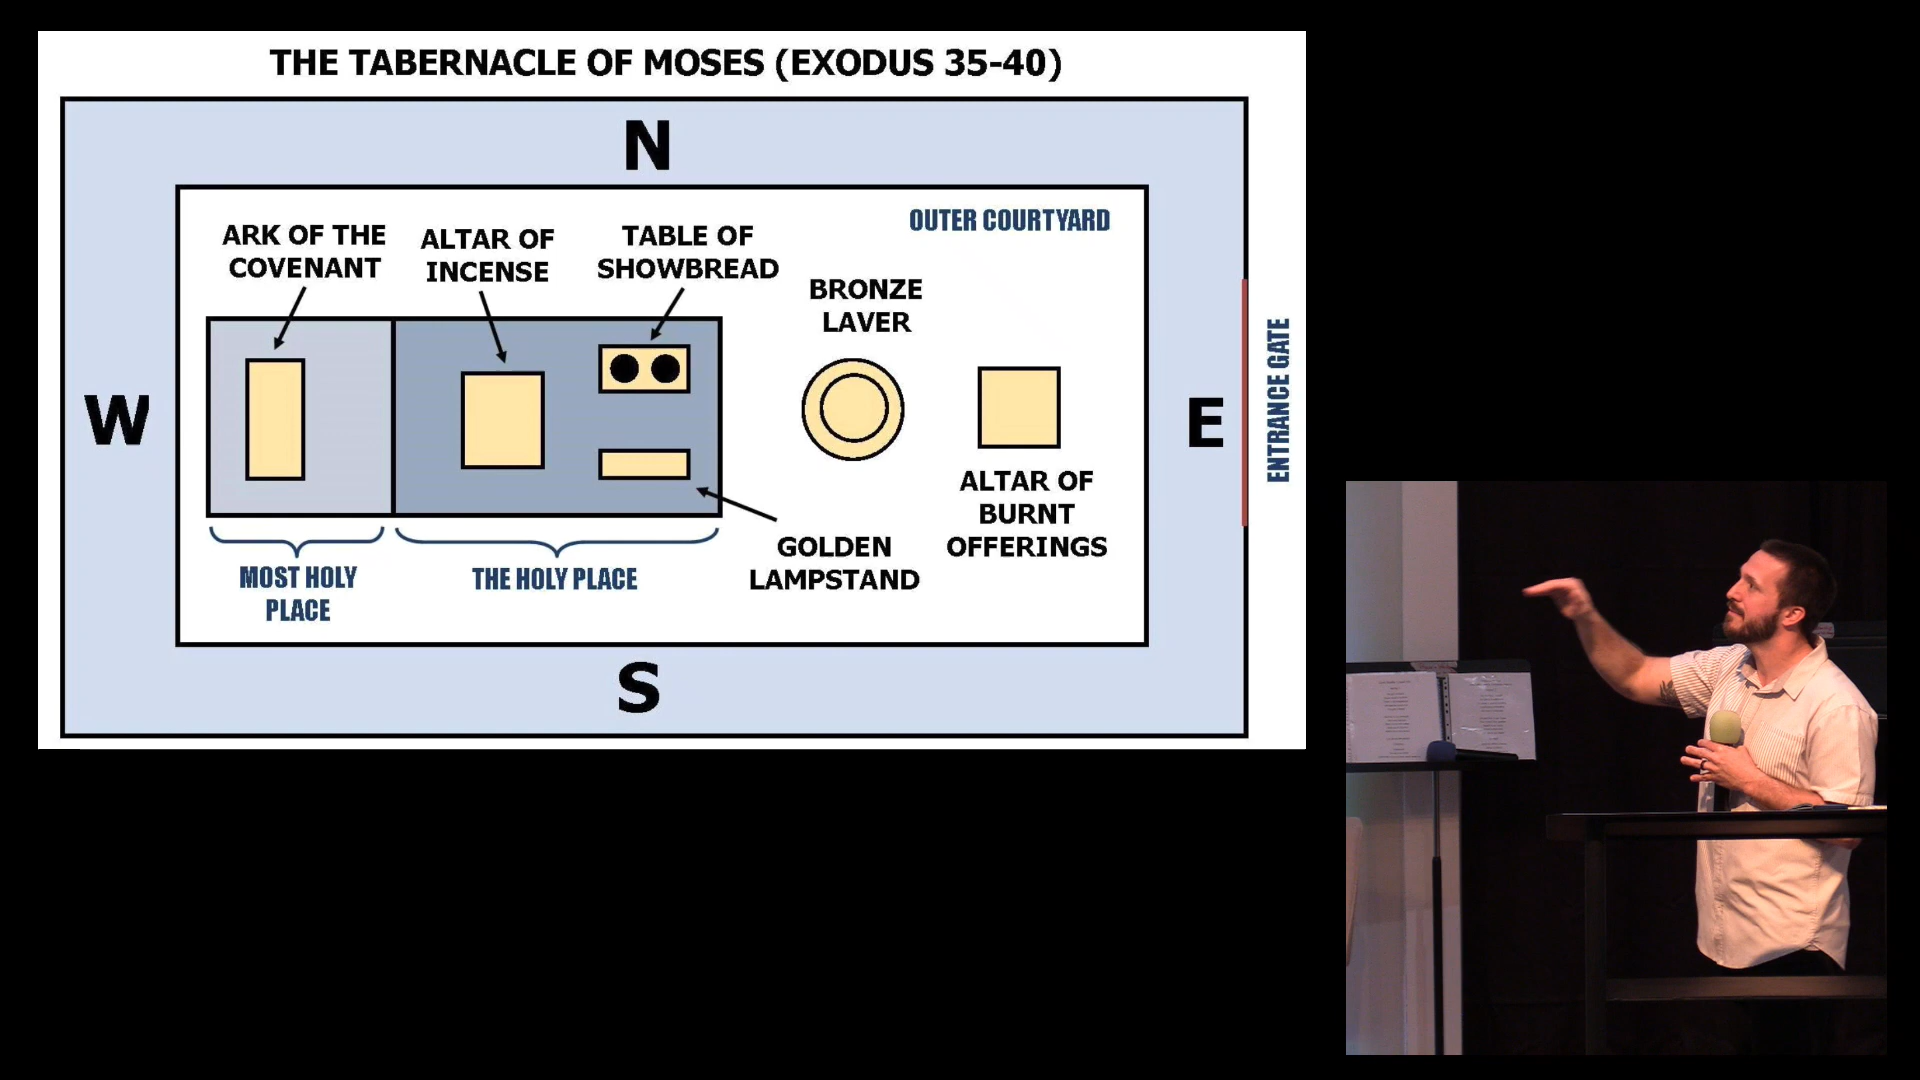 THE TABERNACLE OF MOSES (EXODUS 35-40)
N
OUTER COURTYARD
ARK OF THE
COVENANT
ALTAR OF
INCENSE
TABLE OF
SHOWBREAD
BRONZE
LAVER
W
E
ENTRANCE GATE
ALTAR OF
BURNT
OFFERINGS
GOLDEN
LAMPSTAND
MOST HOLY
PLACE
THE HOLY PLACE
S